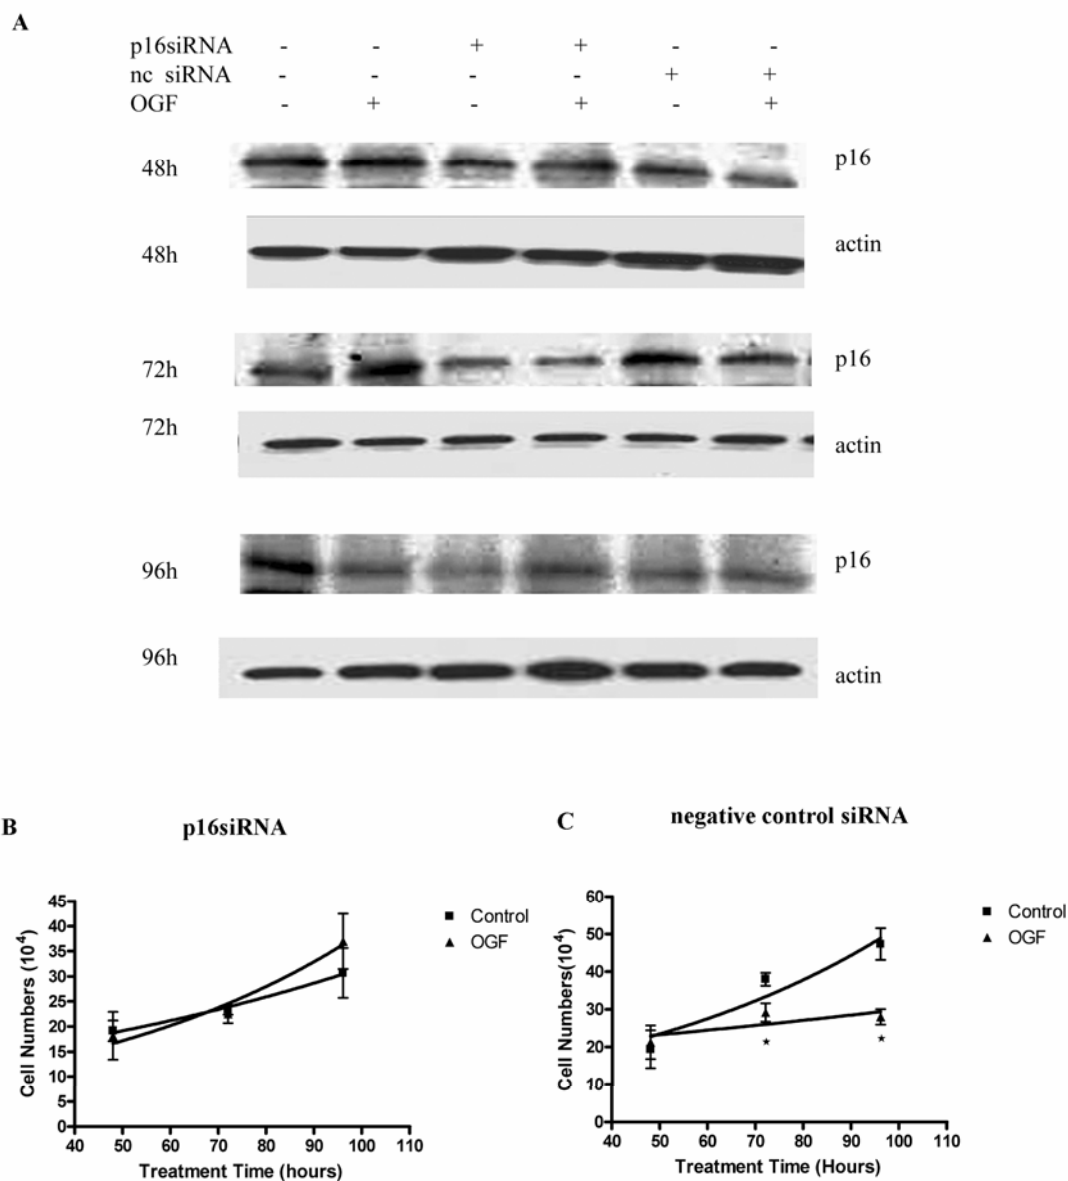 A
p16siRNA - - + + - -
nc siRNA - - - - + +
OGF - + - + - +
48h p16
48h actin
72h p16
72h actin
96h p16
96h actin
B p16siRNA
45
40
35
30
25
20
15
10
5
0
Cell Numbers (10⁴)
40 50 60 70 80 90 100 110
Treatment Time (hours)
Control
OGF
C negative control siRNA
60
50
40
30
20
10
0
Cell Numbers(10⁴)
* *
40 50 60 70 80 90 100 110
Treatment Time (Hours)
Control
OGF